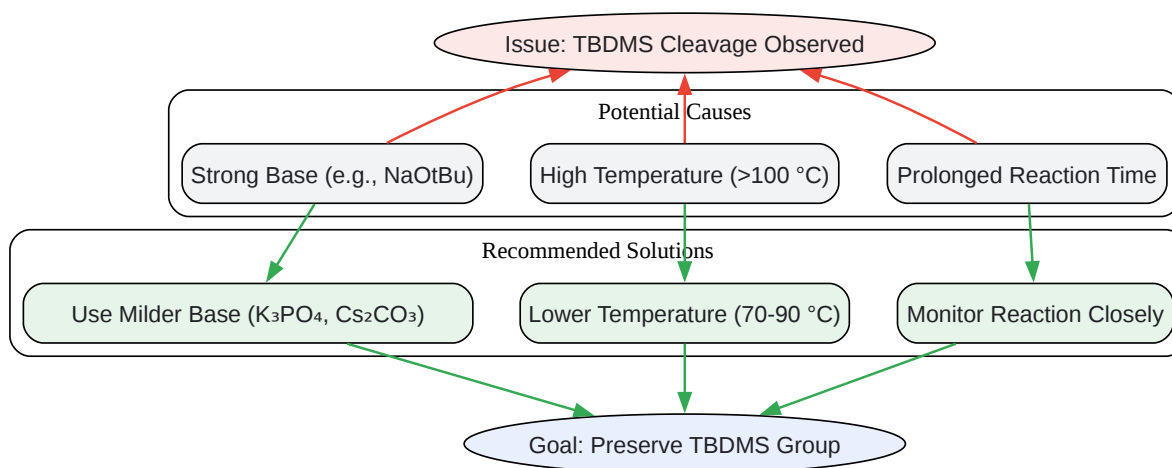 Issue: TBDMS Cleavage Observed
Potential Causes
Strong Base (e.g., NaOtBu)
High Temperature (>100 °C)
Prolonged Reaction Time
Recommended Solutions
Use Milder Base (K₃PO₄, Cs₂CO₃)
Lower Temperature (70-90 °C)
Monitor Reaction Closely
Goal: Preserve TBDMS Group